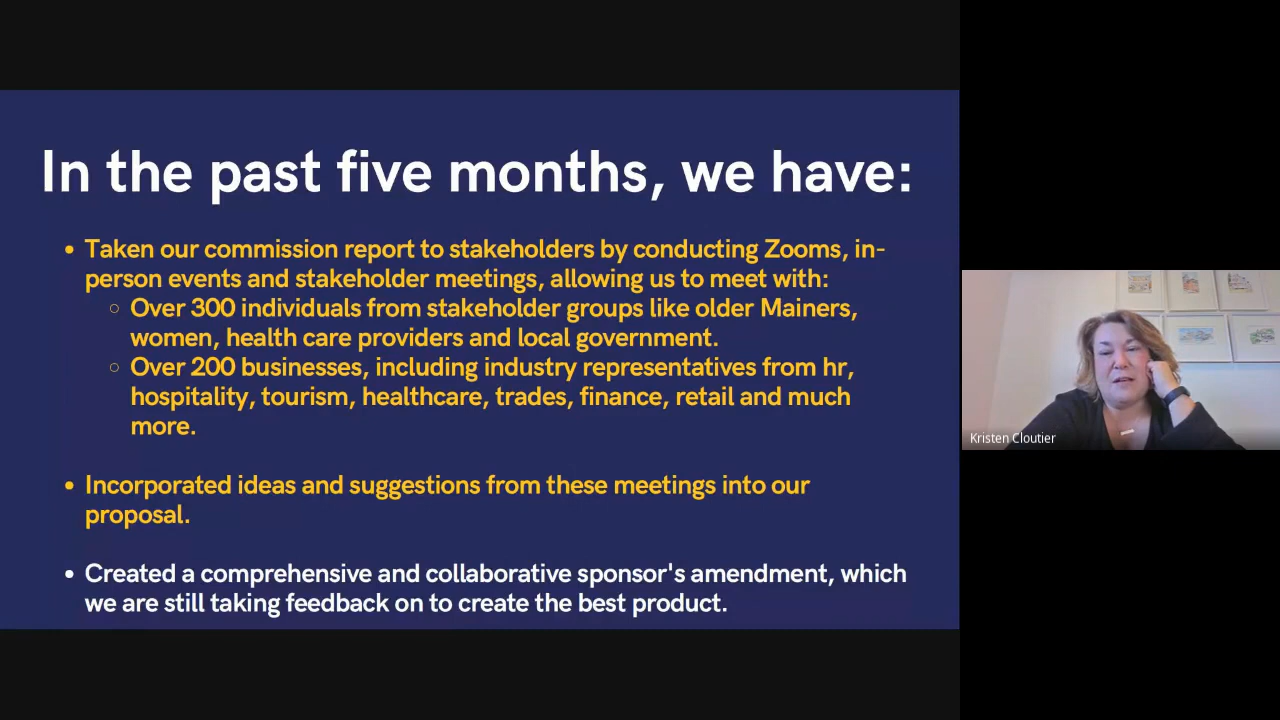 In the past five months, we have:
• Taken our commission report to stakeholders by conducting Zooms, in-
person events and stakeholder meetings, allowing us to meet with:
○ Over 300 individuals from stakeholder groups like older Mainers,
women, health care providers and local government.
○ Over 200 businesses, including industry representatives from hr,
hospitality, tourism, healthcare, trades, finance, retail and much
more.
• Incorporated ideas and suggestions from these meetings into our
proposal.
• Created a comprehensive and collaborative sponsor's amendment, which
we are still taking feedback on to create the best product.
Kristen Cloutier